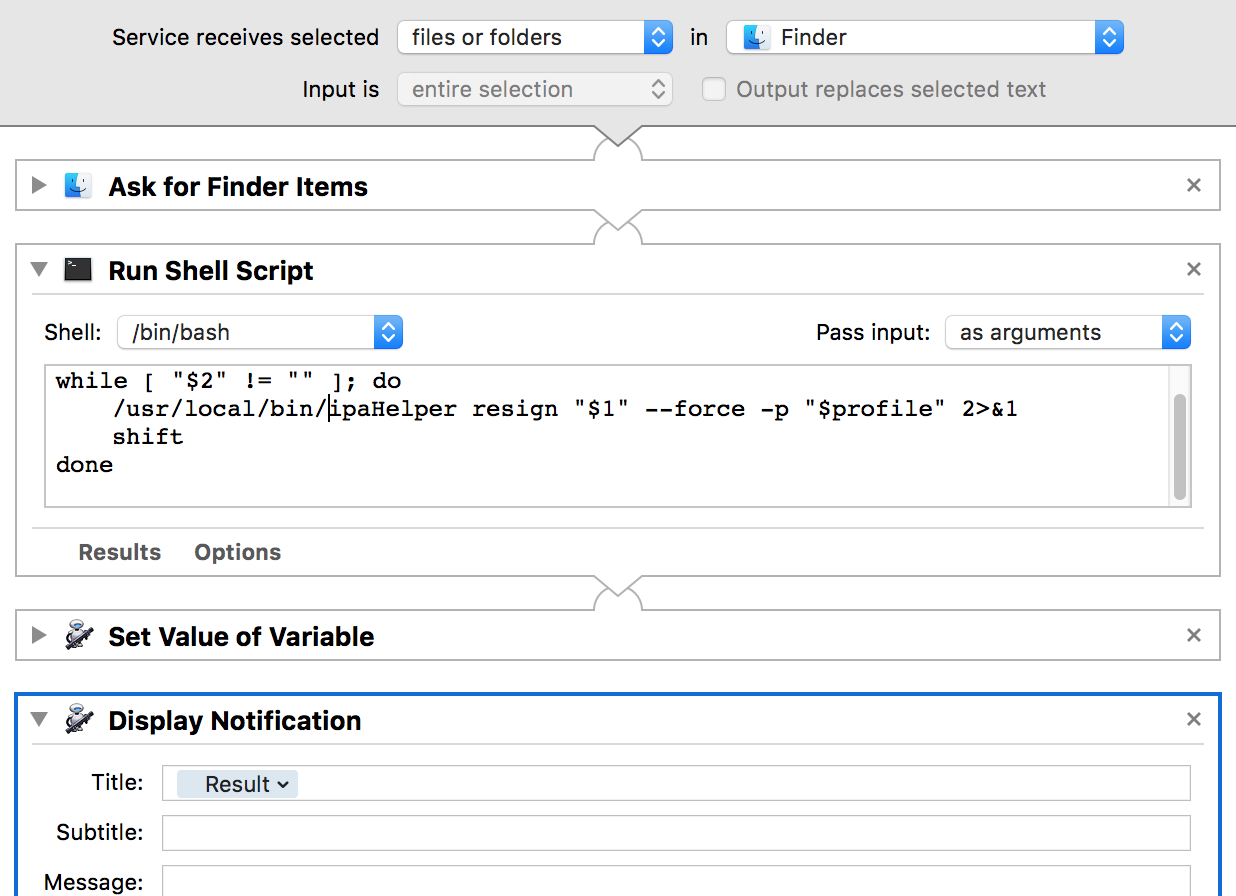 Service receives selected files or folders in Finder
Input is entire selection Output replaces selected text
Ask for Finder Items
Run Shell Script
Shell: /bin/bash Pass input: as arguments
while [ "$2" != "" ]; do
/usr/local/bin/ipaHelper resign "$1" --force -p "$profile" 2>&1
shift
done
Results Options
Set Value of Variable
Display Notification
Title: Result
Subtitle:
Message: